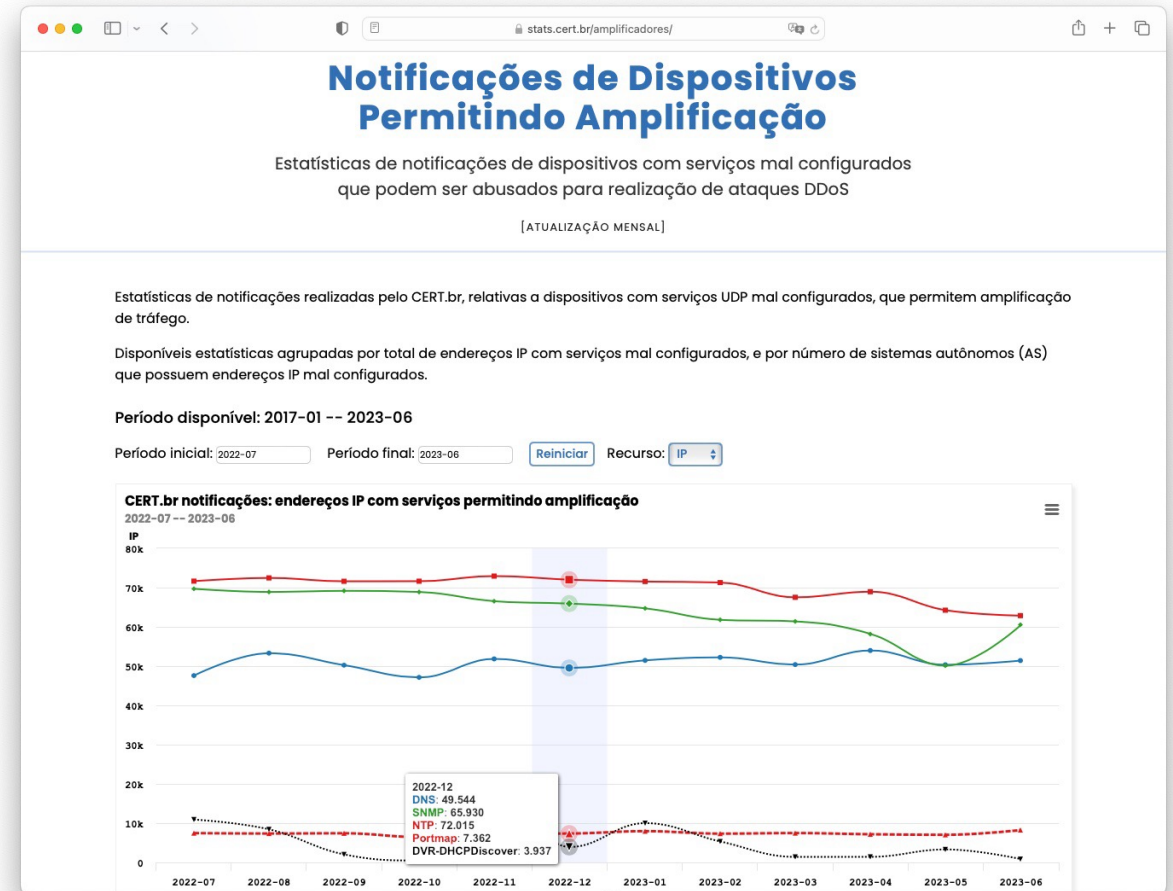 stats.cert.br/amplificadores/
Notificações de Dispositivos
Permitindo Amplificação
Estatísticas de notificações de dispositivos com serviços mal configurados
que podem ser abusados para realização de ataques DDoS
[ATUALIZAÇÃO MENSAL]
Estatísticas de notificações realizadas pelo CERT.br, relativas a dispositivos com serviços UDP mal configurados, que permitem amplificação
de tráfego.
Disponíveis estatísticas agrupadas por total de endereços IP com serviços mal configurados, e por número de sistemas autônomos (AS)
que possuem endereços IP mal configurados.
Período disponível: 2017-01 -- 2023-06
Período inicial: 2022-07 Período final: 2023-06 Reiniciar Recurso: IP
CERT.br notificações: endereços IP com serviços permitindo amplificação
2022-07 -- 2023-06
IP
80k
70k
60k
50k
40k
30k
20k
10k
0
2022-12
DNS: 49.544
SNMP: 65.930
NTP: 72.015
Portmap: 7.362
DVR-DHCPDiscover: 3.937
2022-07 2022-08 2022-09 2022-10 2022-11 2022-12 2023-01 2023-02 2023-03 2023-04 2023-05 2023-06